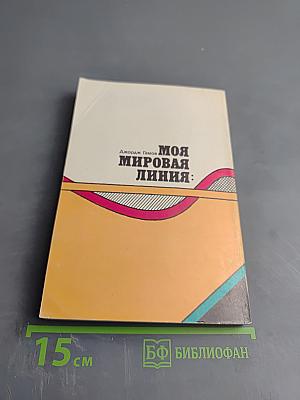 Джордж Гамов
МОЯ
МИРОВАЯ
ЛИНИЯ:
15 см
БФ БИБЛИОФАН